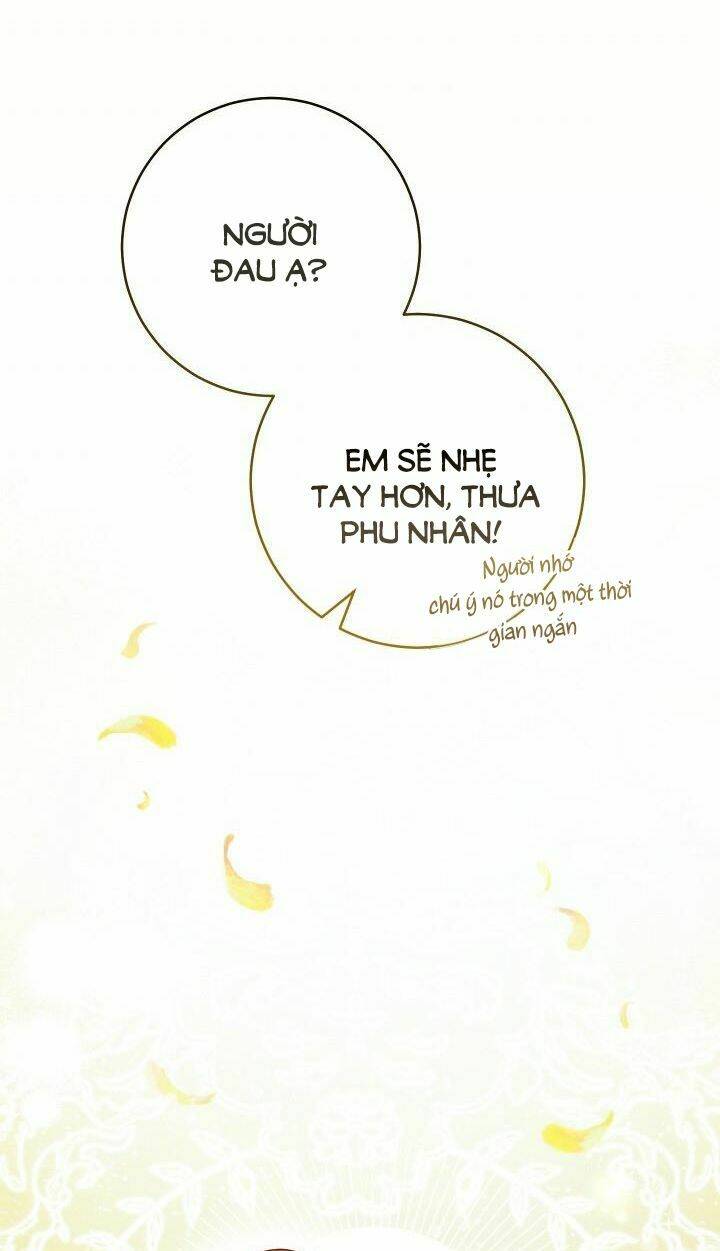 NGƯỜI
ĐAU Ạ?
EM SẼ NHẸ
TAY HƠN, THƯA
PHU NHÂN!
Người nhớ
chú ý nó trong một thời
gian ngắn